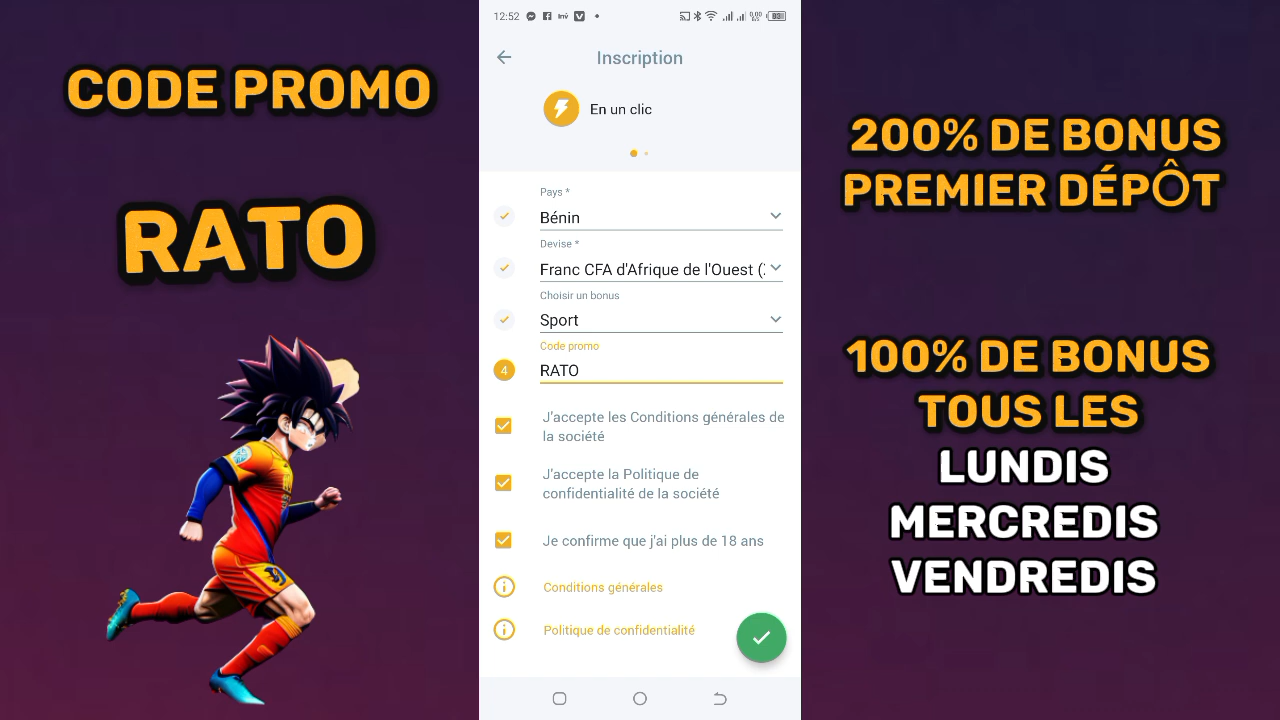 CODE PROMO
RATO
12:52
Inscription
En un clic
Pays *
Bénin
Devise *
Franc CFA d'Afrique de l'Ouest (
Choisir un bonus
Sport
Code promo
4
RATO
J'accepte les Conditions générales de
la société
J'accepte la Politique de
confidentialité de la société
Je confirme que j'ai plus de 18 ans
Conditions générales
Politique de confidentialité
200% DE BONUS
PREMIER DÉPÔT
100% DE BONUS
TOUS LES
LUNDIS
MERCREDIS
VENDREDIS